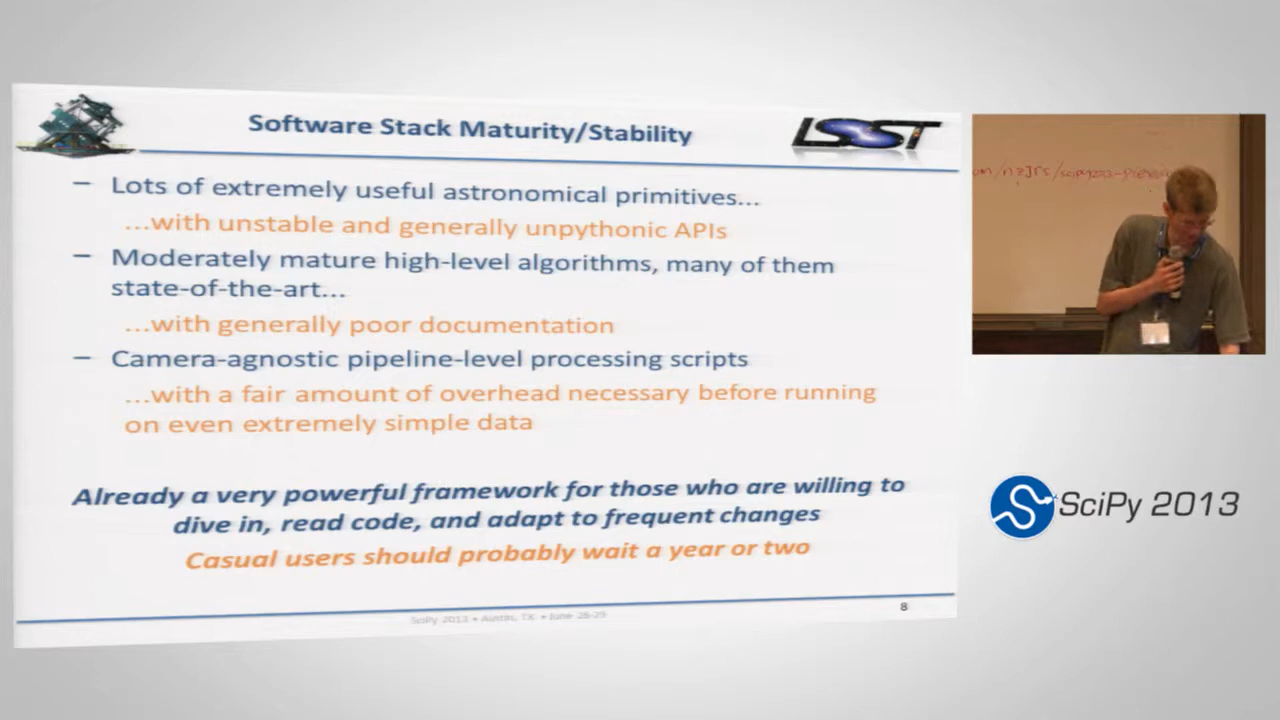 Software Stack Maturity/Stability
LSST
– Lots of extremely useful astronomical primitives...
...with unstable and generally unpythonic APIs
– Moderately mature high-level algorithms, many of them
state-of-the-art...
...with generally poor documentation
– Camera-agnostic pipeline-level processing scripts
...with a fair amount of overhead necessary before running
on even extremely simple data
Already a very powerful framework for those who are willing to
dive in, read code, and adapt to frequent changes
Casual users should probably wait a year or two
SciPy 2013 • Austin, TX • June
8
SciPy 2013